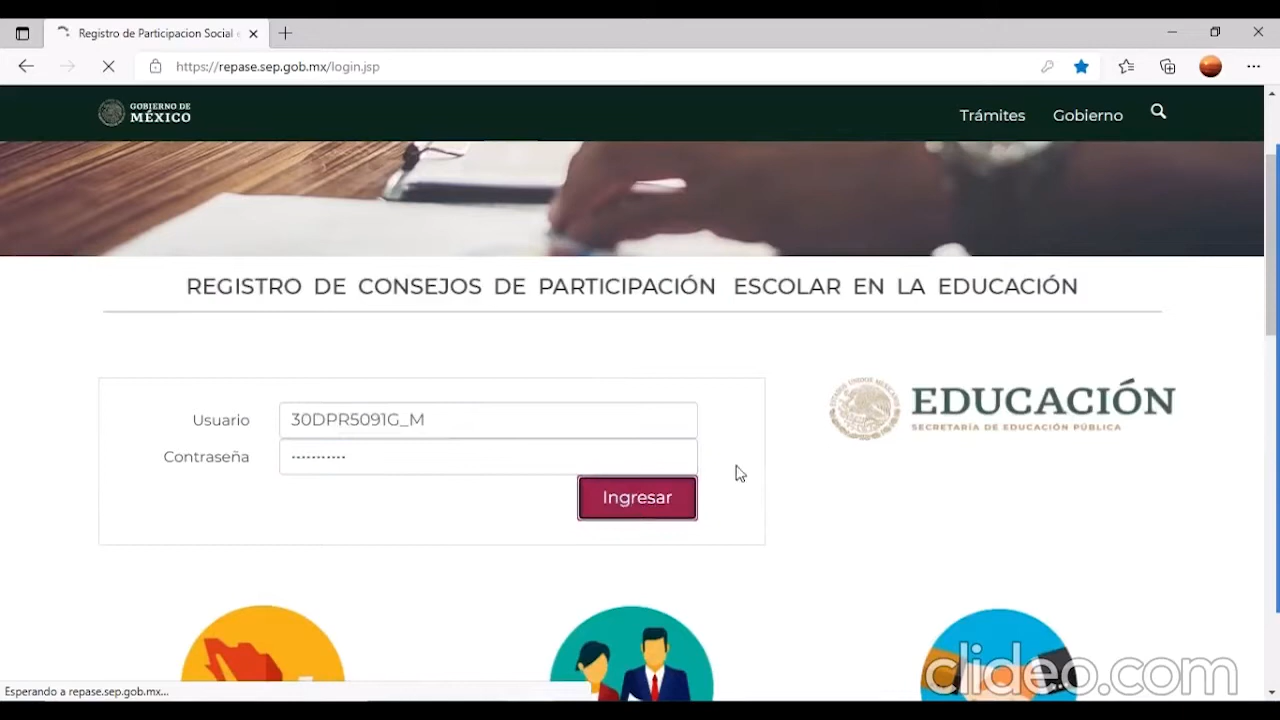 Registro de Participacion Social e
https://repase.sep.gob.mx/login.jsp
GOBIERNO DE
MÉXICO
Trámites
Gobierno
REGISTRO DE CONSEJOS DE PARTICIPACIÓN ESCOLAR EN LA EDUCACIÓN
Usuario
30DPR5091G_M
Contraseña
Ingresar
EDUCACIÓN
SECRETARÍA DE EDUCACIÓN PÚBLICA
clideo.com
Esperando a repase.sep.gob.mx...